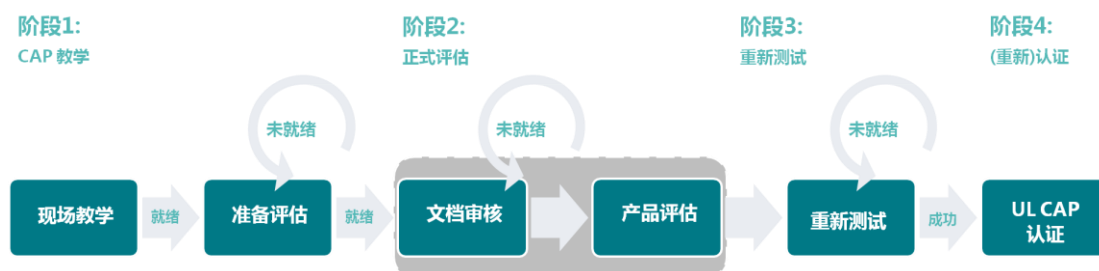 阶段1:
CAP 教学
阶段2:
正式评估
阶段3:
重新测试
阶段4:
(重新)认证
未就绪
未就绪
未就绪
现场教学
就绪
准备评估
就绪
文档审核
产品评估
重新测试
成功
UL CAP
认证